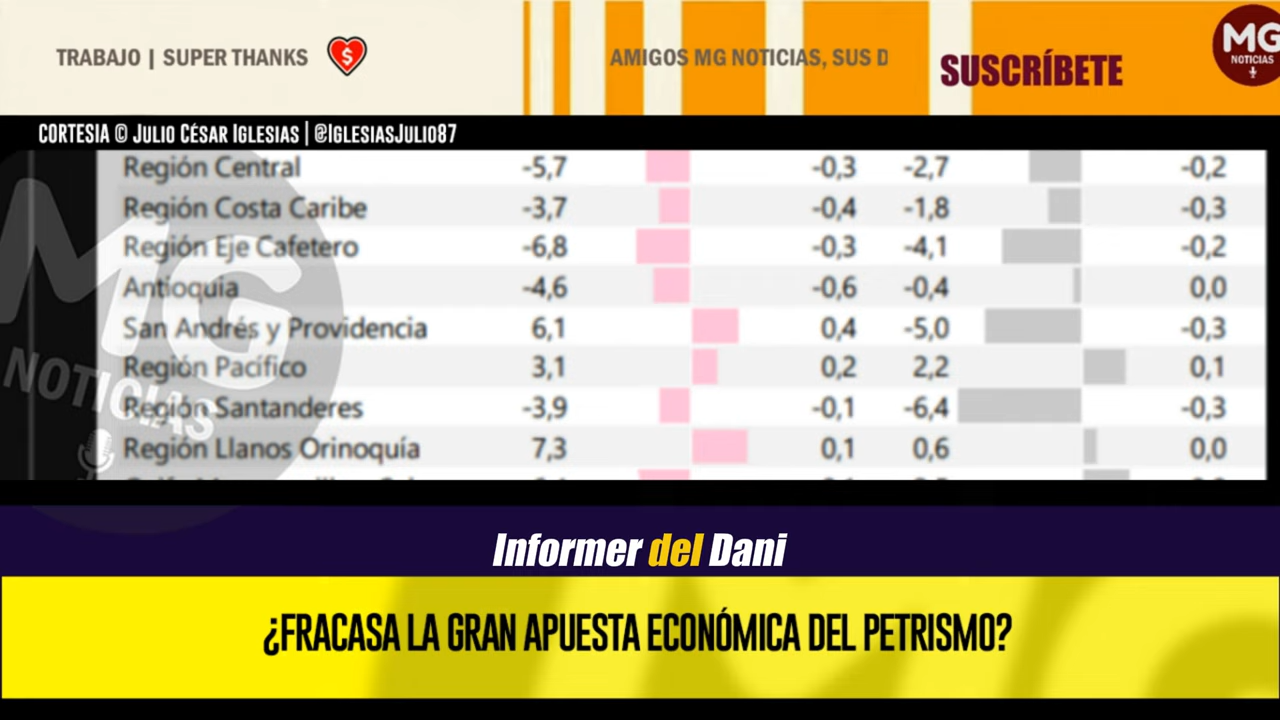 TRABAJO | SUPER THANKS
AMIGOS MG NOTICIAS, SUS D
SUSCRÍBETE
MG
NOTICIAS
CORTESIA © JULIO CÉSAR IGLESIAS | @IGLESIASJULIO87
Región Central -5,7 -0,3 -2,7 -0,2
Región Costa Caribe -3,7 -0,4 -1,8 -0,3
Región Eje Cafetero -6,8 -0,3 -4,1 -0,2
Antioquia -4,6 -0,6 -0,4 0,0
San Andrés y Providencia 6,1 0,4 -5,0 -0,3
Región Pacífico 3,1 0,2 2,2 0,1
Región Santanderes -3,9 -0,1 -6,4 -0,3
Región Llanos Orinoquía 7,3 0,1 0,6 0,0
MG
NOTICIAS
Informer del Dani
¿FRACASA LA GRAN APUESTA ECONÓMICA DEL PETRISMO?